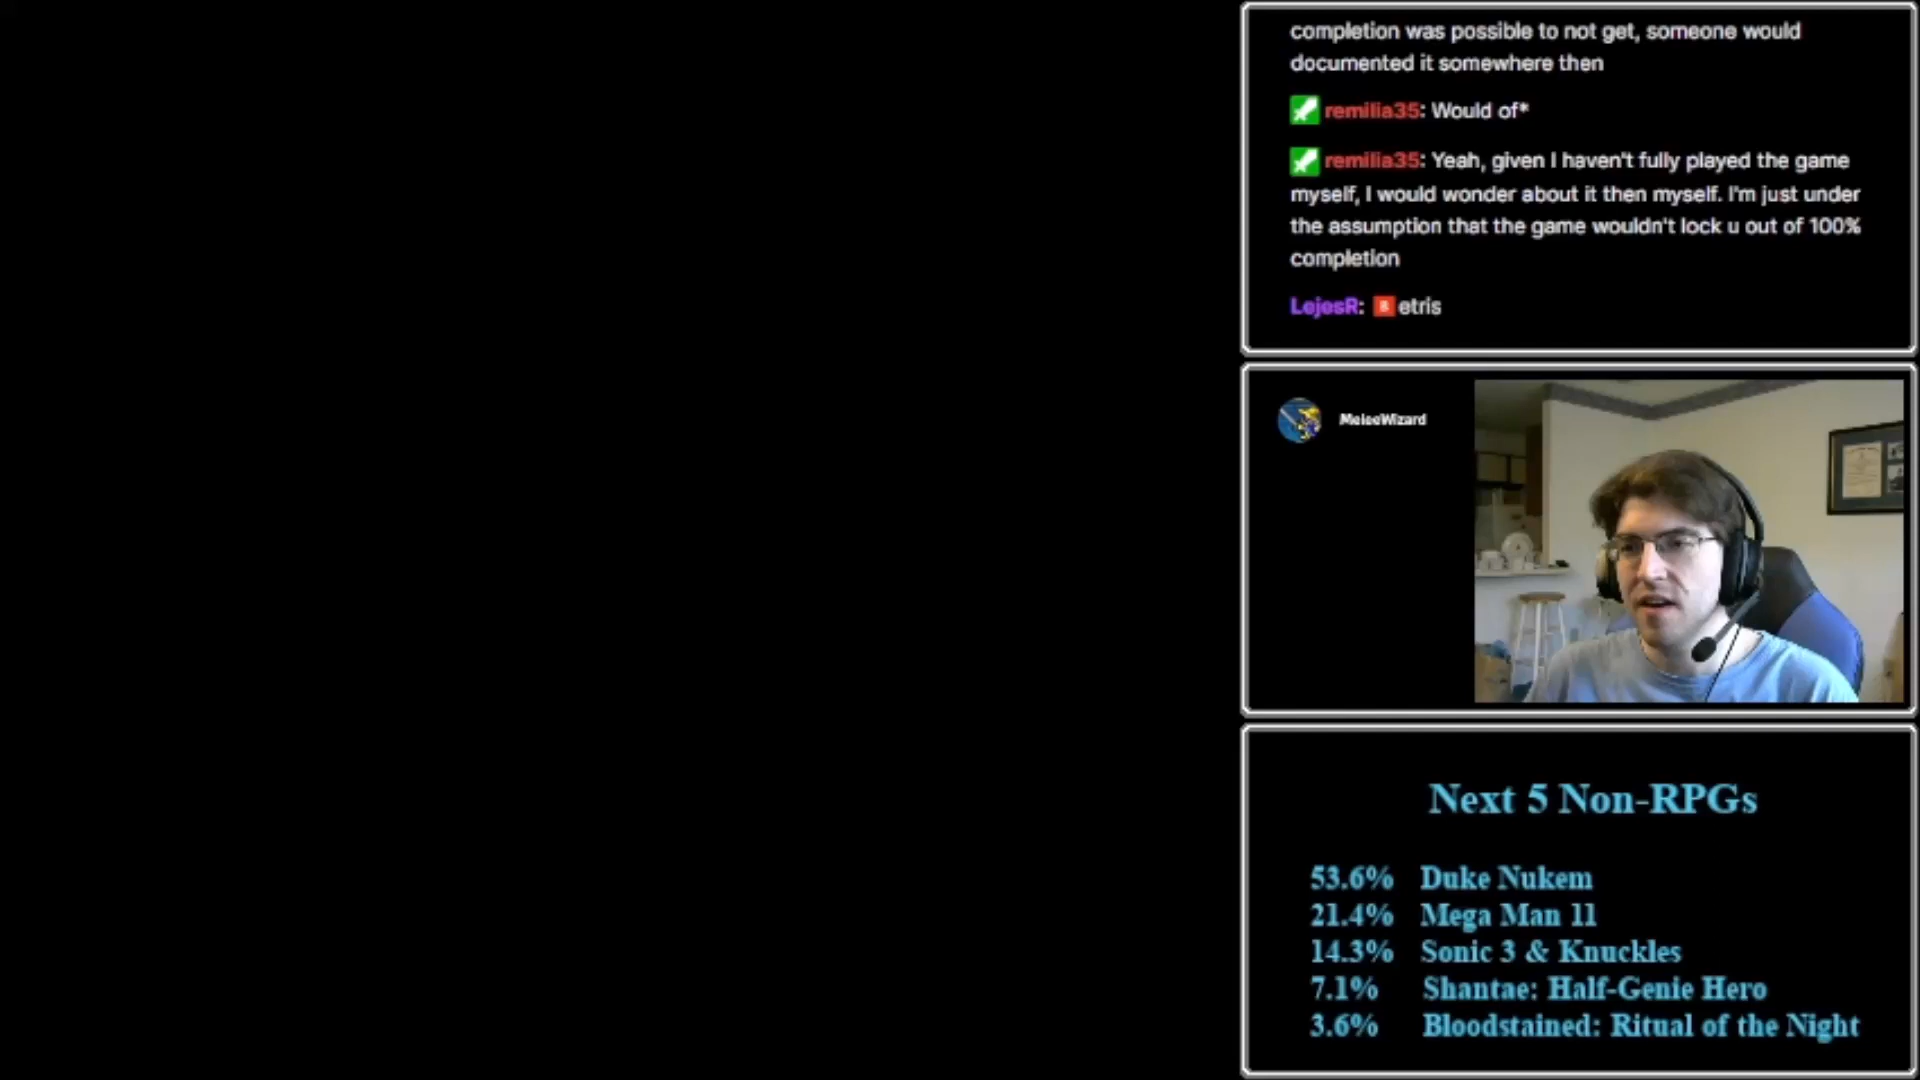 completion was possible to not get, someone would
documented it somewhere then
remilia35: Would of*
remilia35: Yeah, given I haven't fully played the game
myself, I would wonder about it then myself. I'm just under
the assumption that the game wouldn't lock u out of 100%
completion
LejesR: B etris
MeleeWizard
Next 5 Non-RPGs
53.6% Duke Nukem
21.4% Mega Man 11
14.3% Sonic 3 & Knuckles
7.1% Shantae: Half-Genie Hero
3.6% Bloodstained: Ritual of the Night